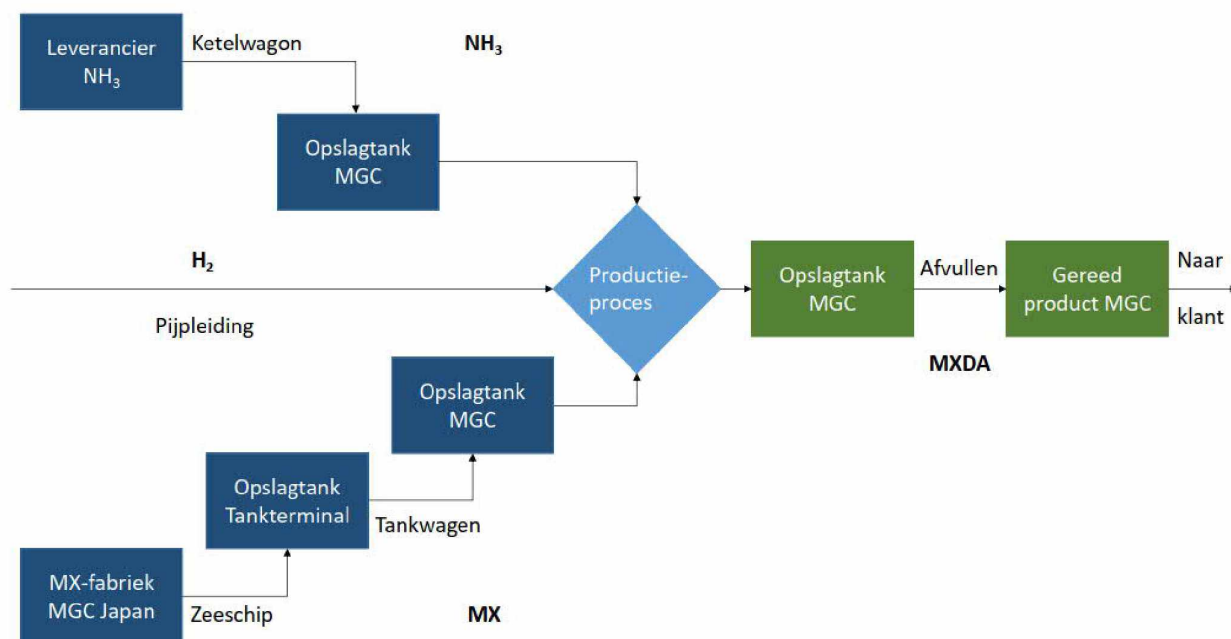 Leverancier
NH₃
Ketelwagon
NH₃
Opslagtank
MGC
H₂
Pijpleiding
Productie-
proces
Opslagtank
MGC
Afvullen
Gereed
product MGC
Naar
klant
MXDA
Opslagtank
MGC
Opslagtank
Tankterminal
Tankwagen
MX-fabriek
MGC Japan
Zeeschip
MX